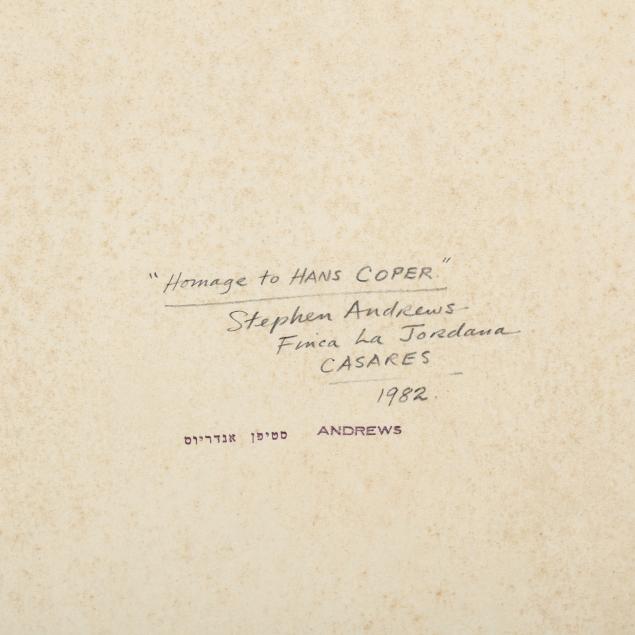 "Homage to HANS COPER"
Stephen Andrews
Finca La Jordana
CASARES
1982.
סטיפן אנדריוס ANDREWS